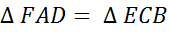 Δ FAD = Δ ECB